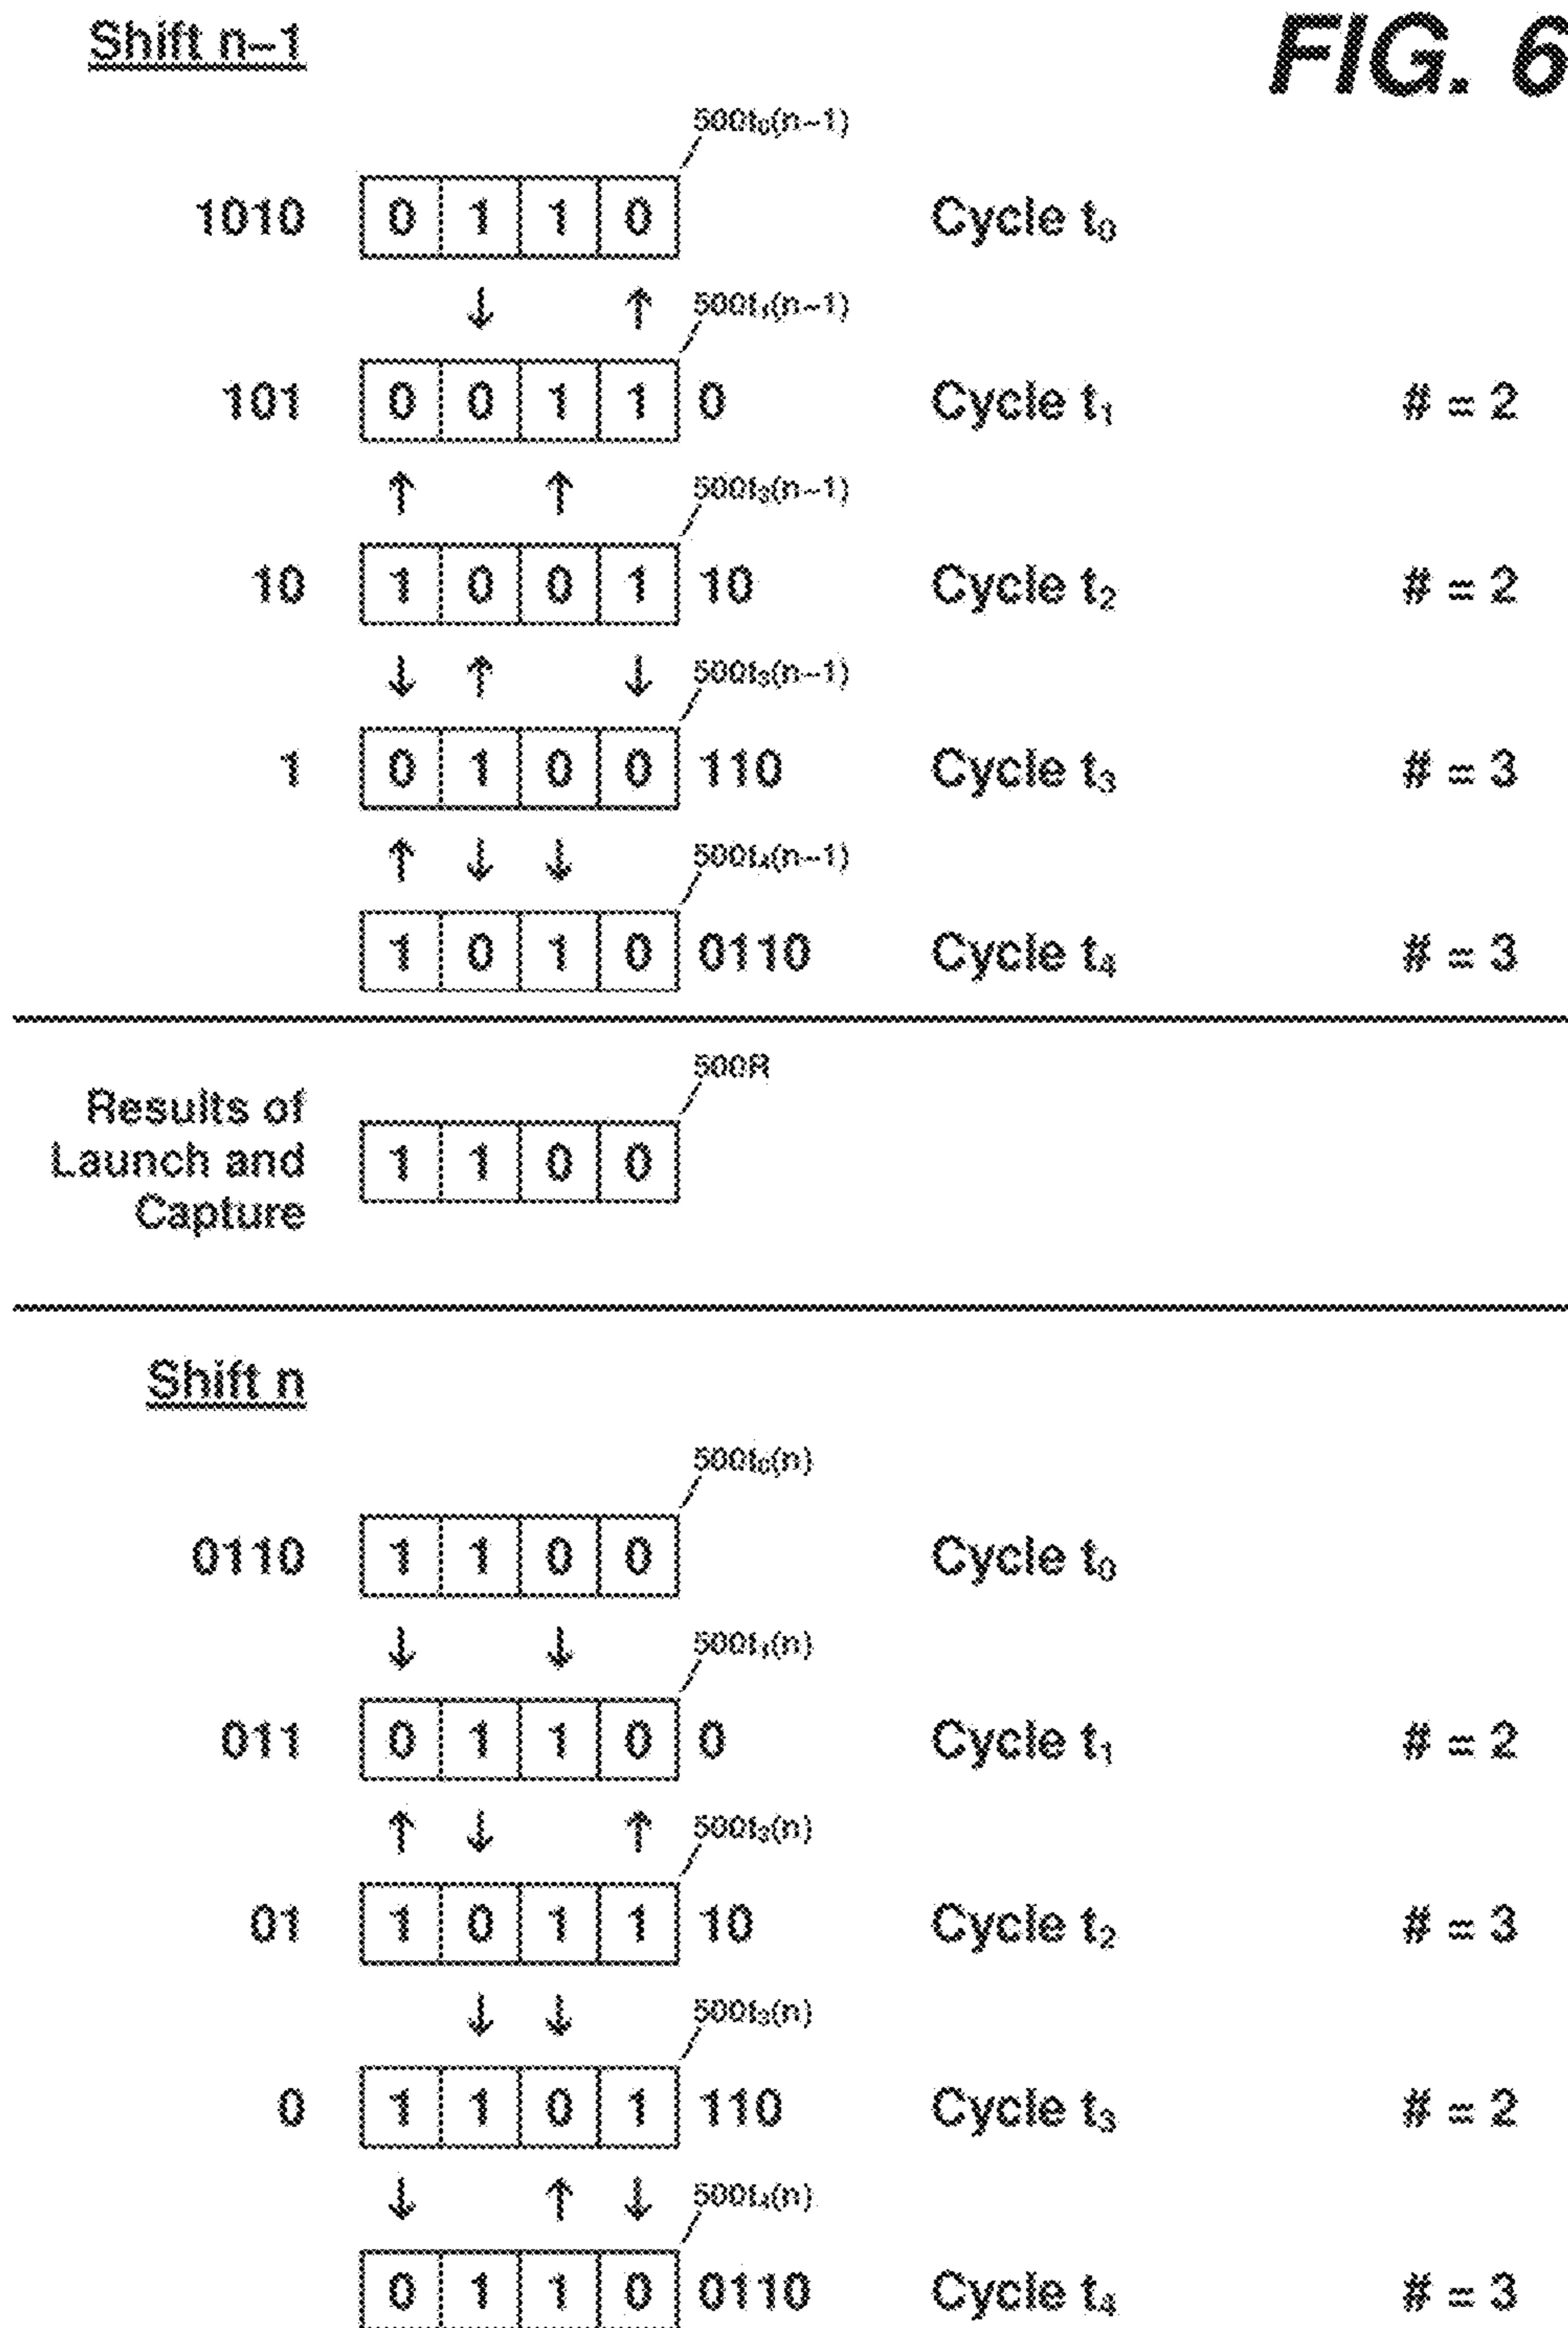 Shift n–1
FIG. 6
500t₀(n–1)
1010 0 1 1 0 Cycle t₀
↓ ↑ 500t₁(n–1)
101 0 0 1 1 0 Cycle t₁ # = 2
↑ ↑ 500t₃(n–1)
10 1 0 0 1 10 Cycle t₂ # = 2
↓ ↑ ↓ 500t₃(n–1)
1 0 1 0 0 110 Cycle t₃ # = 3
↑ ↓ ↓ 500t₄(n–1)
1 0 1 0 0110 Cycle t₄ # = 3
500R
Results of
Launch and 1 1 0 0
Capture
Shift n
500t₀(n)
0110 1 1 0 0 Cycle t₀
↓ ↓ 500t₁(n)
011 0 1 1 0 0 Cycle t₁ # = 2
↑ ↓ ↑ 500t₃(n)
01 1 0 1 1 10 Cycle t₂ # = 3
↓ ↓ 500t₃(n)
0 1 1 0 1 110 Cycle t₃ # = 2
↓ ↑ ↓ 500t₄(n)
0 1 1 0 0110 Cycle t₄ # = 3